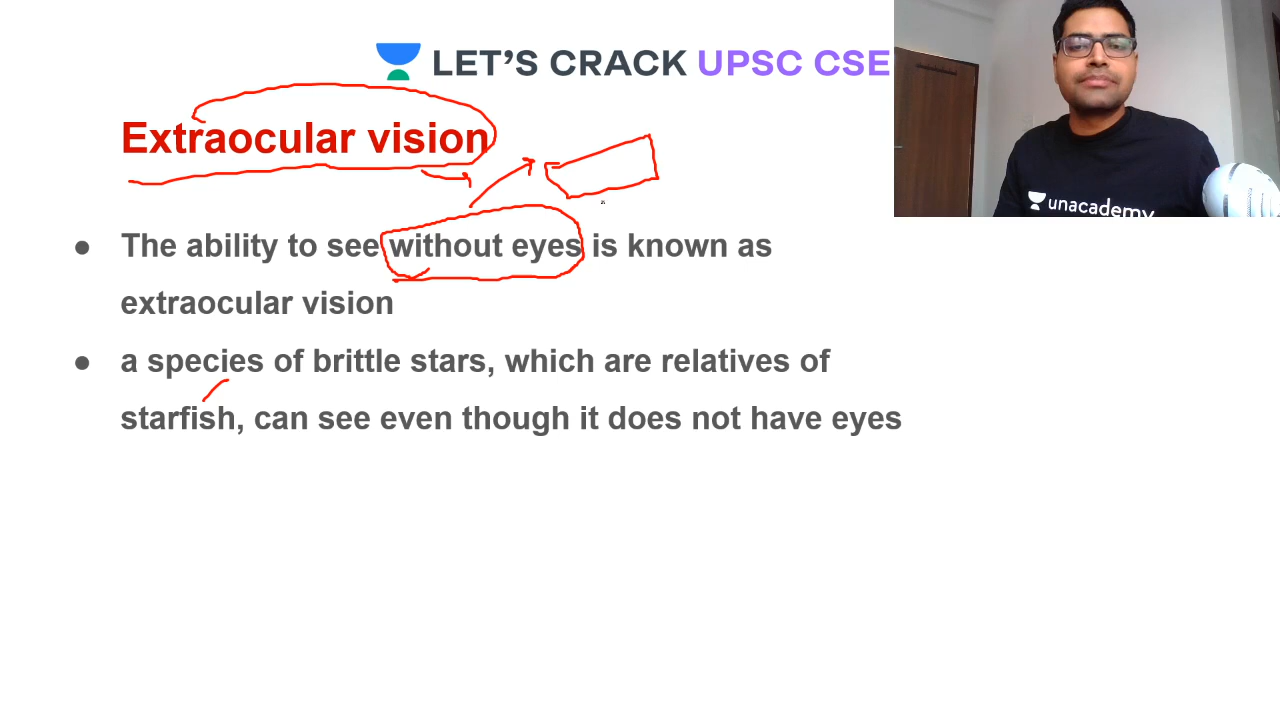 LET'S CRACK UPSC CSE
Extraocular vision
unacademy
● The ability to see without eyes is known as
extraocular vision
● a species of brittle stars, which are relatives of
starfish, can see even though it does not have eyes